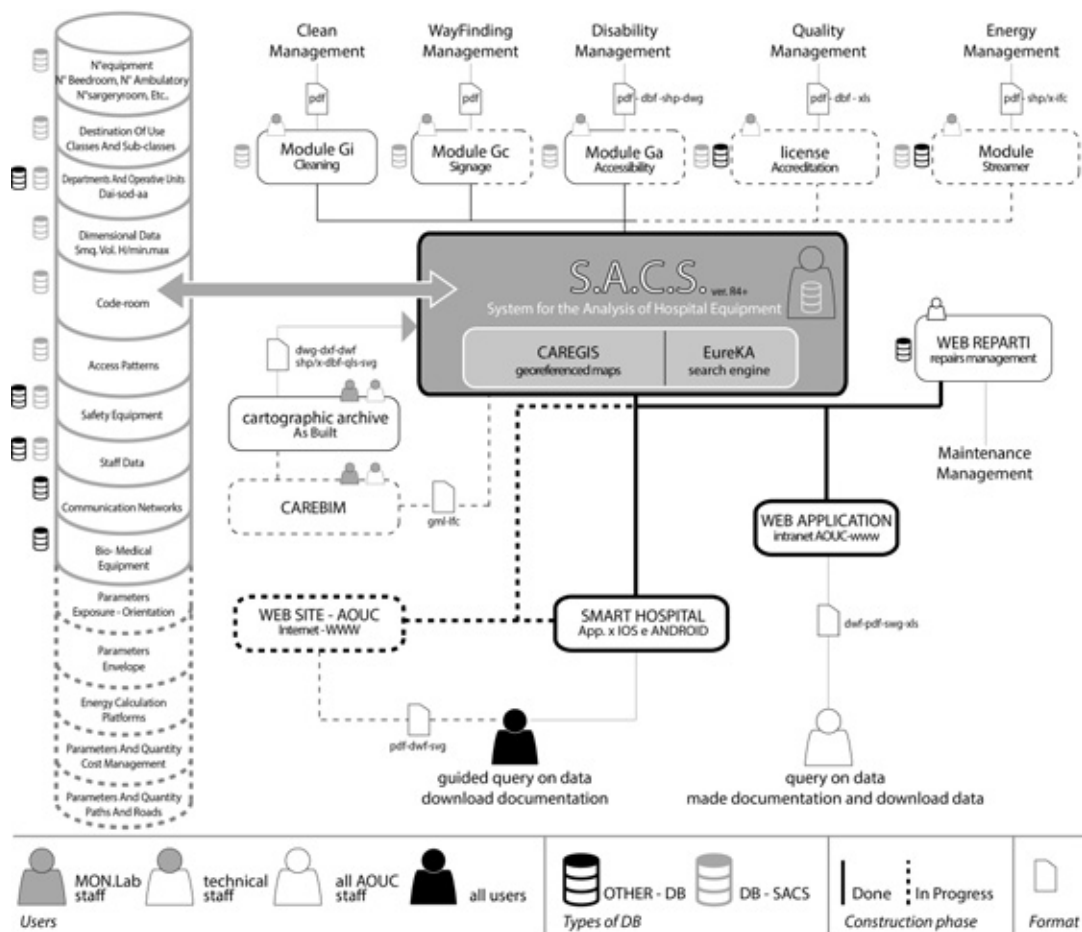 Clean
Management
WayFinding
Management
Disability
Management
Quality
Management
Energy
Management
pdf
pdf
pdf - dbf -shp-dwg
pdf - dbf - xls
pdf - shp/x-ifc
Module Gi
Cleaning
Module Gc
Signage
Module Ga
Accessibility
license
Accreditation
Module
Streamer
N°equipment
N° Beedroom, N° Ambulatory
N°sargeryroom, Etc..
Destination Of Use
Classes And Sub-classes
Departments And Operative Units
Dai-sod-aa
Dimensional Data
Smq. Vol. H/min.max
Code-room
Access Patterns
Safety Equipment
Staff Data
Communication Networks
Bio- Medical
Equipment
Parameters
Exposure - Orientation
Parameters
Envelope
Energy Calculation
Platforms
Parameters And Quantity
Cost Management
Parameters And Quantity
Paths And Roads
S.A.C.S. ver. R4+
System for the Analysis of Hospital Equipment
CAREGIS
georeferenced maps
EureKA
search engine
WEB REPARTI
repairs management
Maintenance
Management
dwg-dxf-dwf
shp/x-dbf-qls-svg
cartographic archive
As Built
CAREBIM
gml-Ifc
WEB APPLICATION
intranet AOUC-www
WEB SITE - AOUC
Internet -WWW
SMART HOSPITAL
App. x IOS e ANDROID
dwf-pdf-swg-xls
pdf-dwf-svg
guided query on data
download documentation
query on data
made documentation and download data
MON.Lab
staff
technical
staff
all AOUC
staff
all users
Users
OTHER - DB
DB - SACS
Types of DB
Done
In Progress
Construction phase
Format